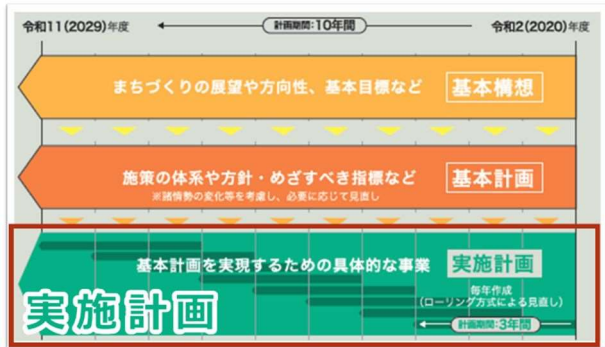 令和11(2029)年度
計画期間:10年間
令和2(2020)年度
まちづくりの展望や方向性、基本目標など
基本構想
施策の体系や方針・めざすべき指標など
※諸情勢の変化等を考慮し、必要に応じて見直し
基本計画
基本計画を実現するための具体的な事業
実施計画
毎年作成
(ローリング方式による見直し)
計画期間:3年間
実施計画